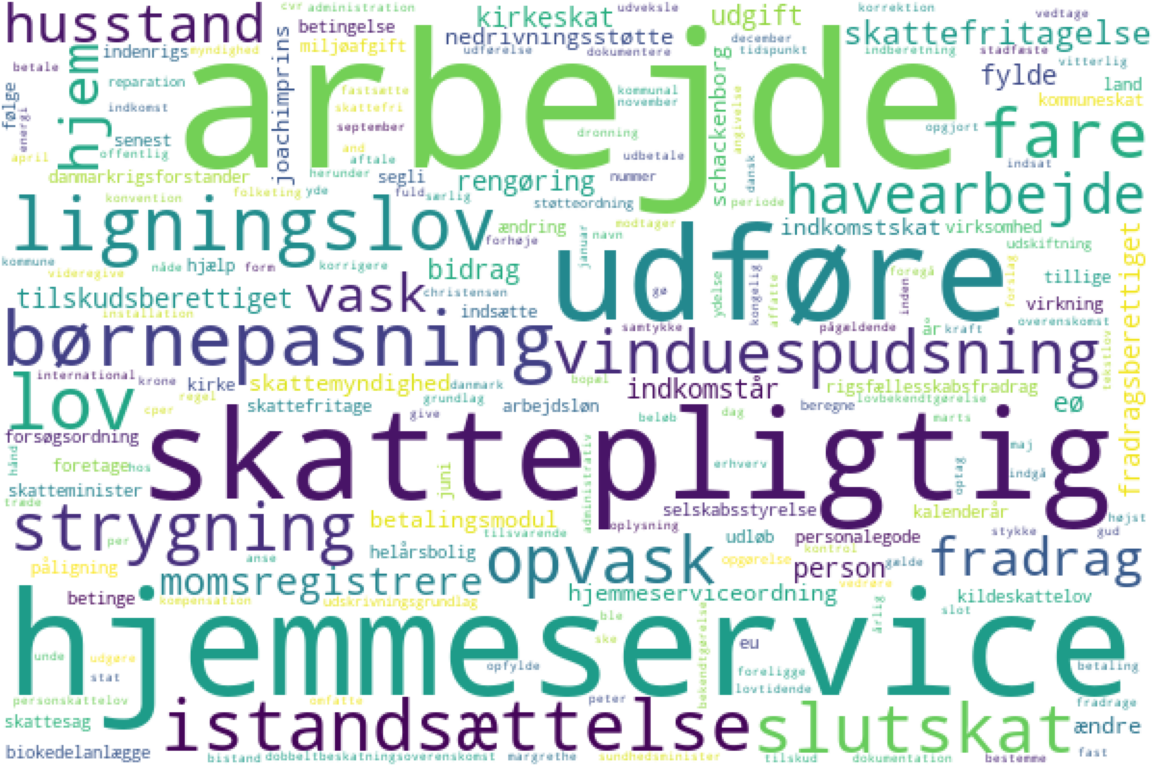 husstand
cvr administration
betingelse
kirkeskat
udveksle
udgift
korrektion
vedtage
skattefritagelse
indenrigs
myndighed
miljøafgift
nedrivningsstøtte
december
indberetning
stadfæste
hjem
joachimprins
udførelse
dokumentere
tidspunkt
vitterlig
betale
reparation
skattefri
fastsætte
arbejde
kommunal
november
schackenborg
fylde
land
kommuneskat
følge
energi
indkomst
september
angivelse
senest
dronning
opgjort
fare
april
offentlig
and
aftale
udbetale
indsat
danmarkrigsforstander
herunder
segli
rengøring
nummer
dansk
havearbejde
konvention
folketing
yde
fuld
særlig
støtteordning
periode
ligningslov
ændring
januar
navn
modtager
indkomstskat
virksomhed
forhøje
udskiftning
kommune
videregive
nåde
hjælp
form
korrigere
bidrag
udføre
ydelse
kongelig
affatte
foregå
inden
forslag
tillige
fradragsberettiget
tilskudsberettiget
vask
christensen
gø
virkning
installation
indsætte
samtykke
pågældende
år
kraft
overenskomst
børnepasning
vinduespudsning
tekstlov
international
krone
kirke
skattemyndighed
danmark
bopæl
indkomstår
rigsfællesskabsfradrag
lov
regel
grundlag
lovbekendtgørelse
cper
skattefritage
give
arbejdsløn
beløb
dag
beregne
marts
eø
forsøgsordning
skattepligtig
hånd
foretage
hos
juni
administrativ
erhverv
optag
maj
indgå
skatteminister
træde
selskabsstyrelse
kalenderår
højst
strygning
betalingsmodul
tilsvarende
oplysning
stykke
gud
per
helårsbolig
opvask
udløb
personalegode
kontrol
fradrag
påligning
anse
opgørelse
person
gælde
momsregistrere
vedrøre
betinge
kompensation
udskrivningsgrundlag
hjemmeserviceordning
kildeskattelov
slot
årlig
hjemmeservice
ble
ske
bekendtgørelse
eu
unde
udgøre
stat
opfylde
foreligge
betaling
personskattelov
omfatte
peter
lovtidende
fradrage
skattesag
istandsættelse
slutskat
ændre
biokedelanlægge
bistand
dobbeltbeskatningsoverenskomst
margrethe
sundhedsminister
tilskud
dokumentation
bestemme
fast